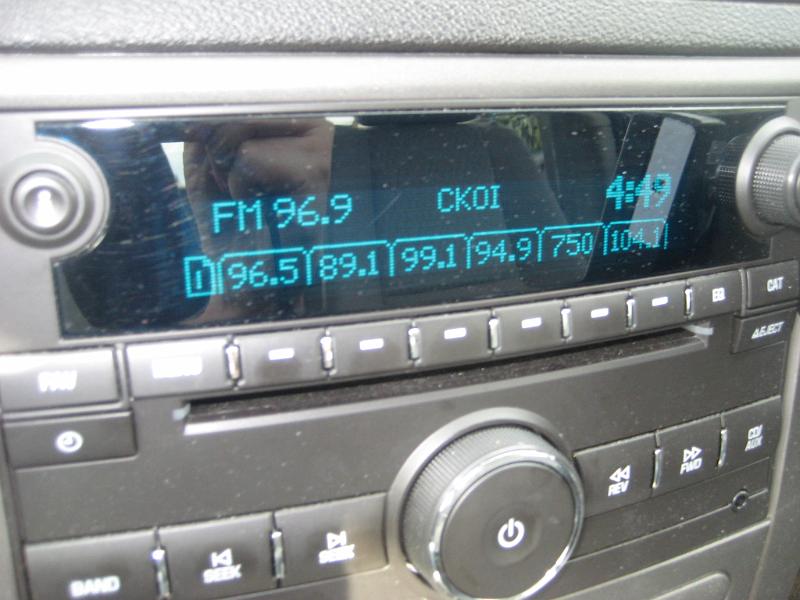 FM 96.9 CKOI 4:49
1 96.5 89.1 99.1 94.9 750 104.1
EQ
CAT
EJECT
REV
FWD
CD/
AUX
BAND
SEEK
SEEK